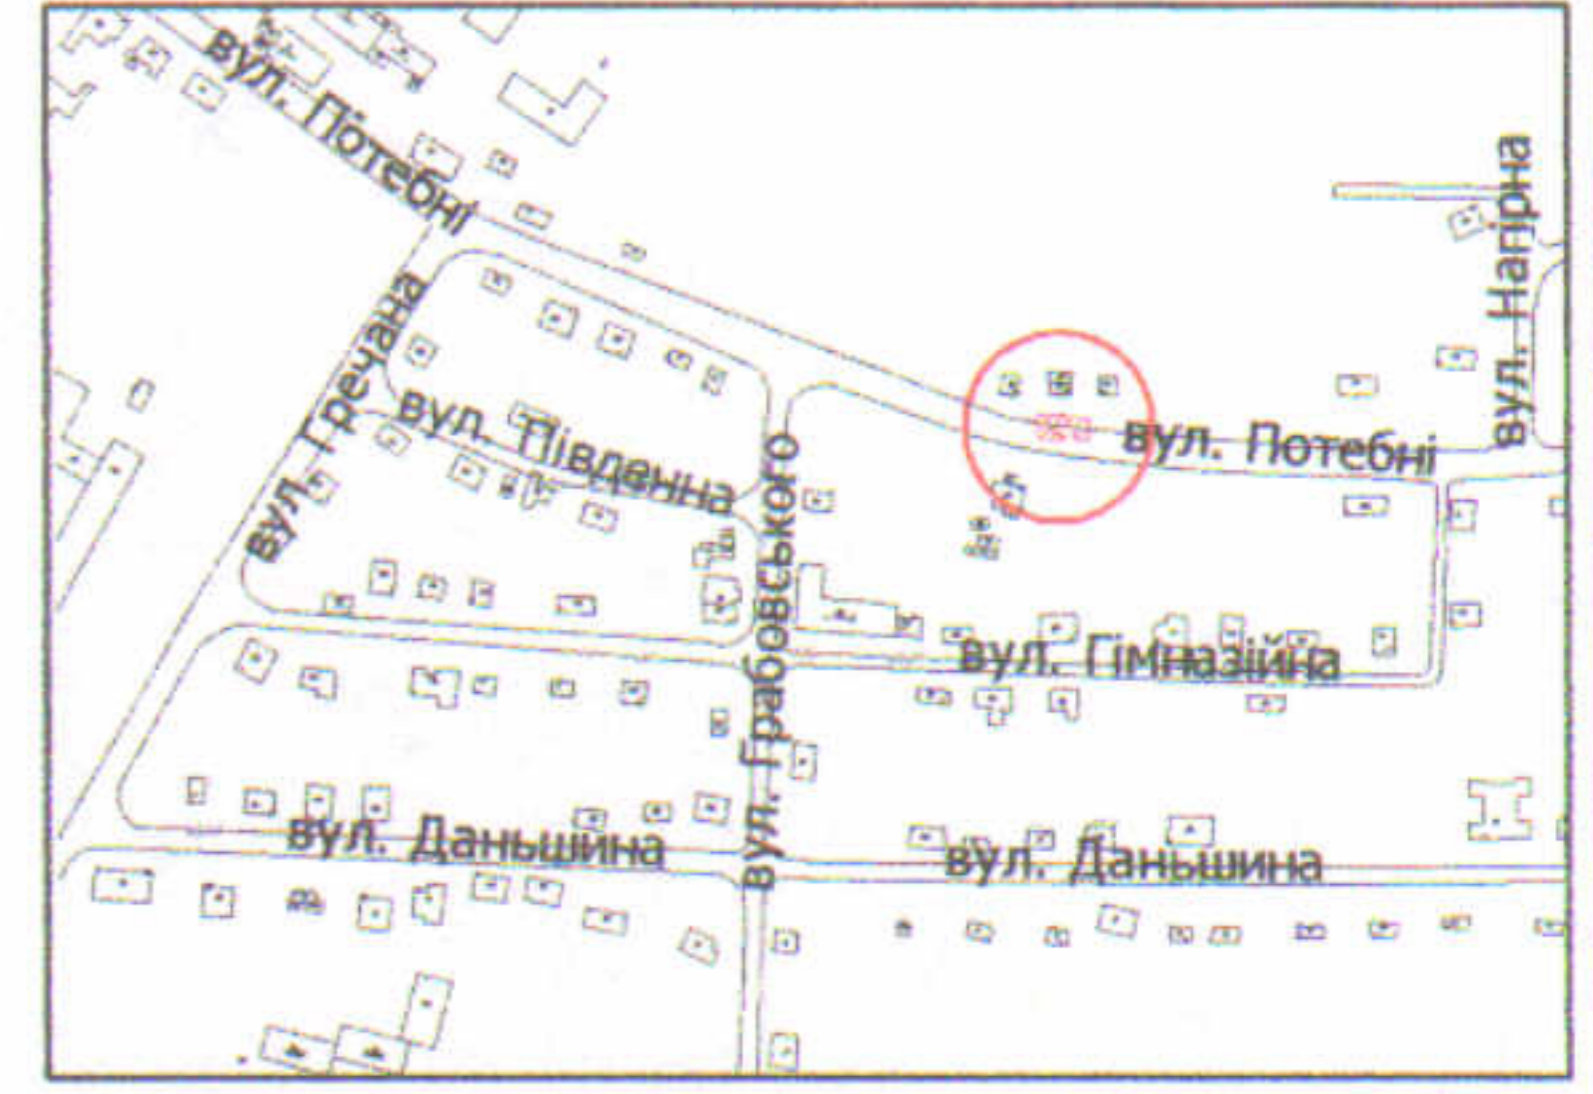 вул. Потебні
вул. Нагірна
вул. Гречана
вул. Південна
вул. Потебні
вул. Грабовського
вул. Гімназійна
вул. Даньшина
вул. Даньшина